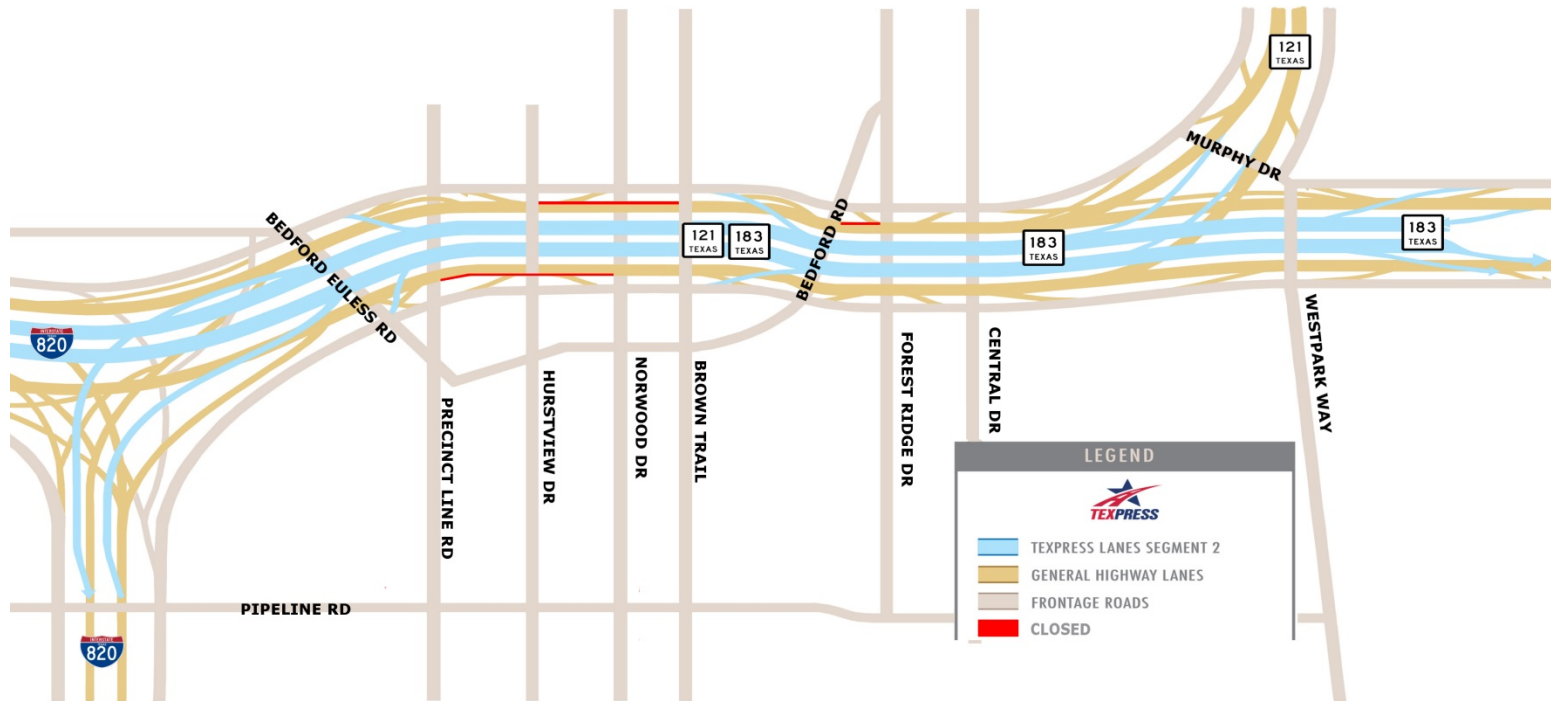 121
TEXAS
MURPHY DR
BEDFORD EULESS RD
BEDFORD RD
121
TEXAS
183
TEXAS
183
TEXAS
183
TEXAS
INTERSTATE
820
PRECINCT LINE RD
HURSTVIEW DR
NORWOOD DR
BROWN TRAIL
FOREST RIDGE DR
CENTRAL DR
WESTPARK WAY
LEGEND
TEXPRESS
TEXPRESS LANES SEGMENT 2
GENERAL HIGHWAY LANES
FRONTAGE ROADS
CLOSED
PIPELINE RD
INTERSTATE
820